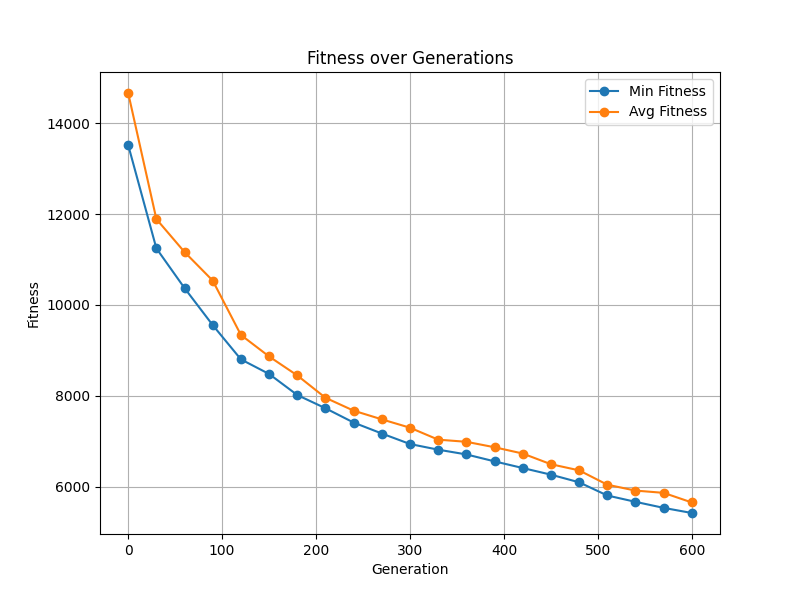 Fitness over Generations
Min Fitness
Avg Fitness
14000
12000
10000
8000
6000
Fitness
0 100 200 300 400 500 600
Generation